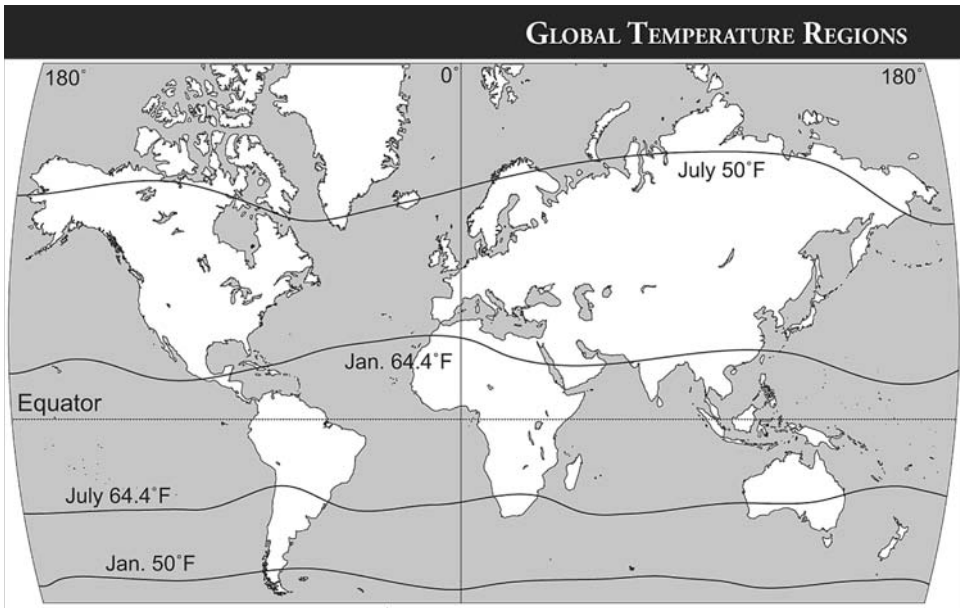 GLOBAL TEMPERATURE REGIONS
180° 0° 180°
July 50°F
Jan. 64.4°F
Equator
July 64.4°F
Jan. 50°F